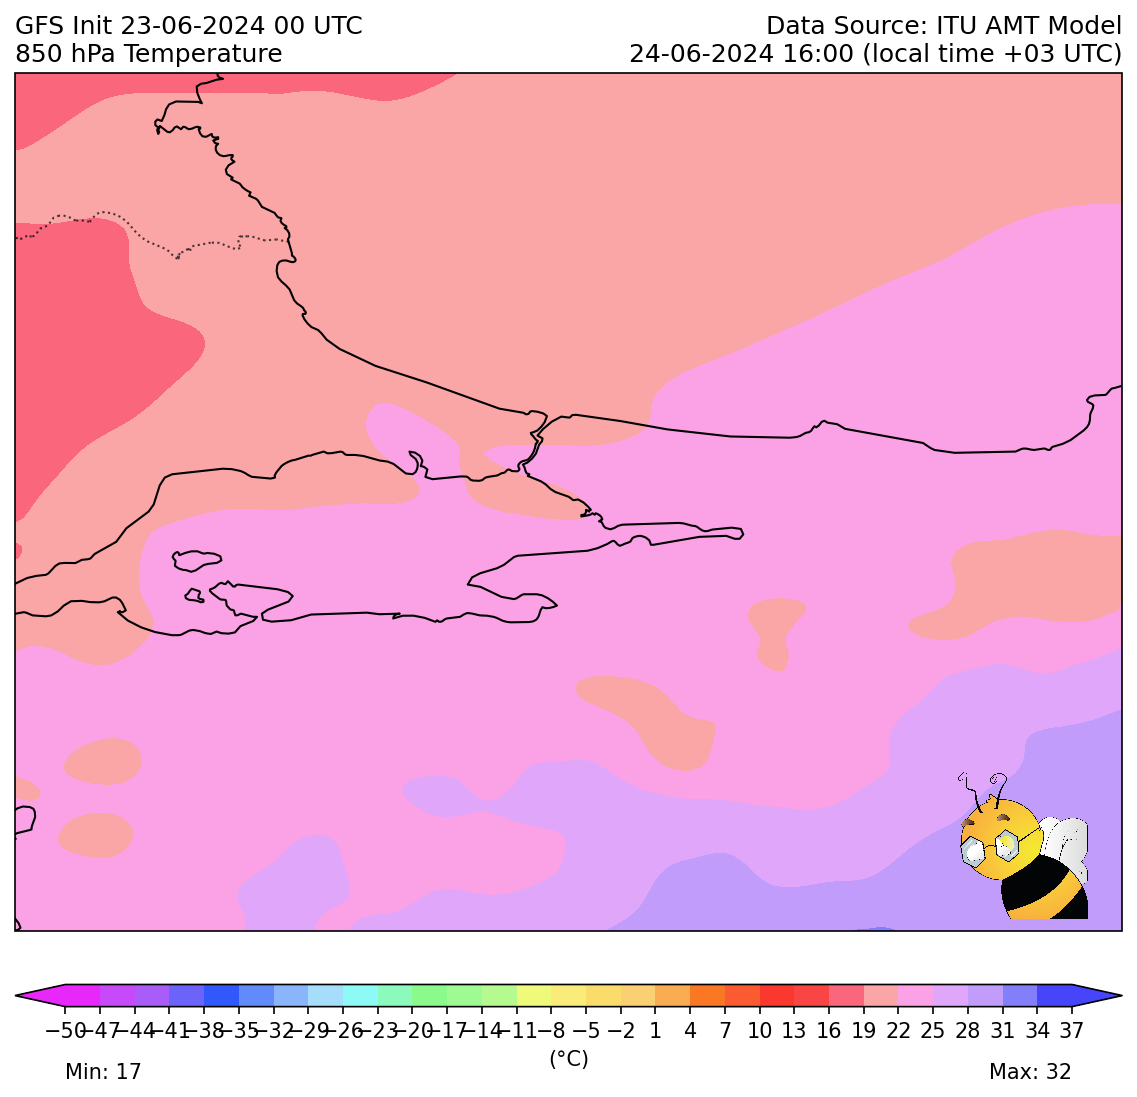 GFS Init 23-06-2024 00 UTC
Data Source: ITU AMT Model
850 hPa Temperature
24-06-2024 16:00 (local time +03 UTC)
−50 −47 −44 −41 −38 −35 −32 −29 −26 −23 −20 −17 −14 −11 −8 −5 −2 1 4 7 10 13 16 19 22 25 28 31 34 37
(°C)
Min: 17
Max: 32